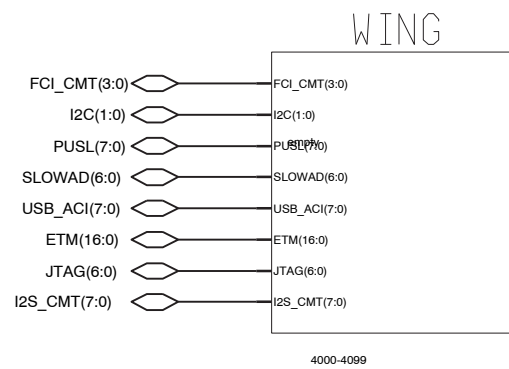 WING
FCI_CMT(3:0) FCI_CMT(3:0)
I2C(1:0) I2C(1:0)
empty
PUSL(7:0) PUSL(7:0)
SLOWAD(6:0) SLOWAD(6:0)
USB_ACI(7:0) USB_ACI(7:0)
ETM(16:0) ETM(16:0)
JTAG(6:0) JTAG(6:0)
I2S_CMT(7:0) I2S_CMT(7:0)
4000-4099